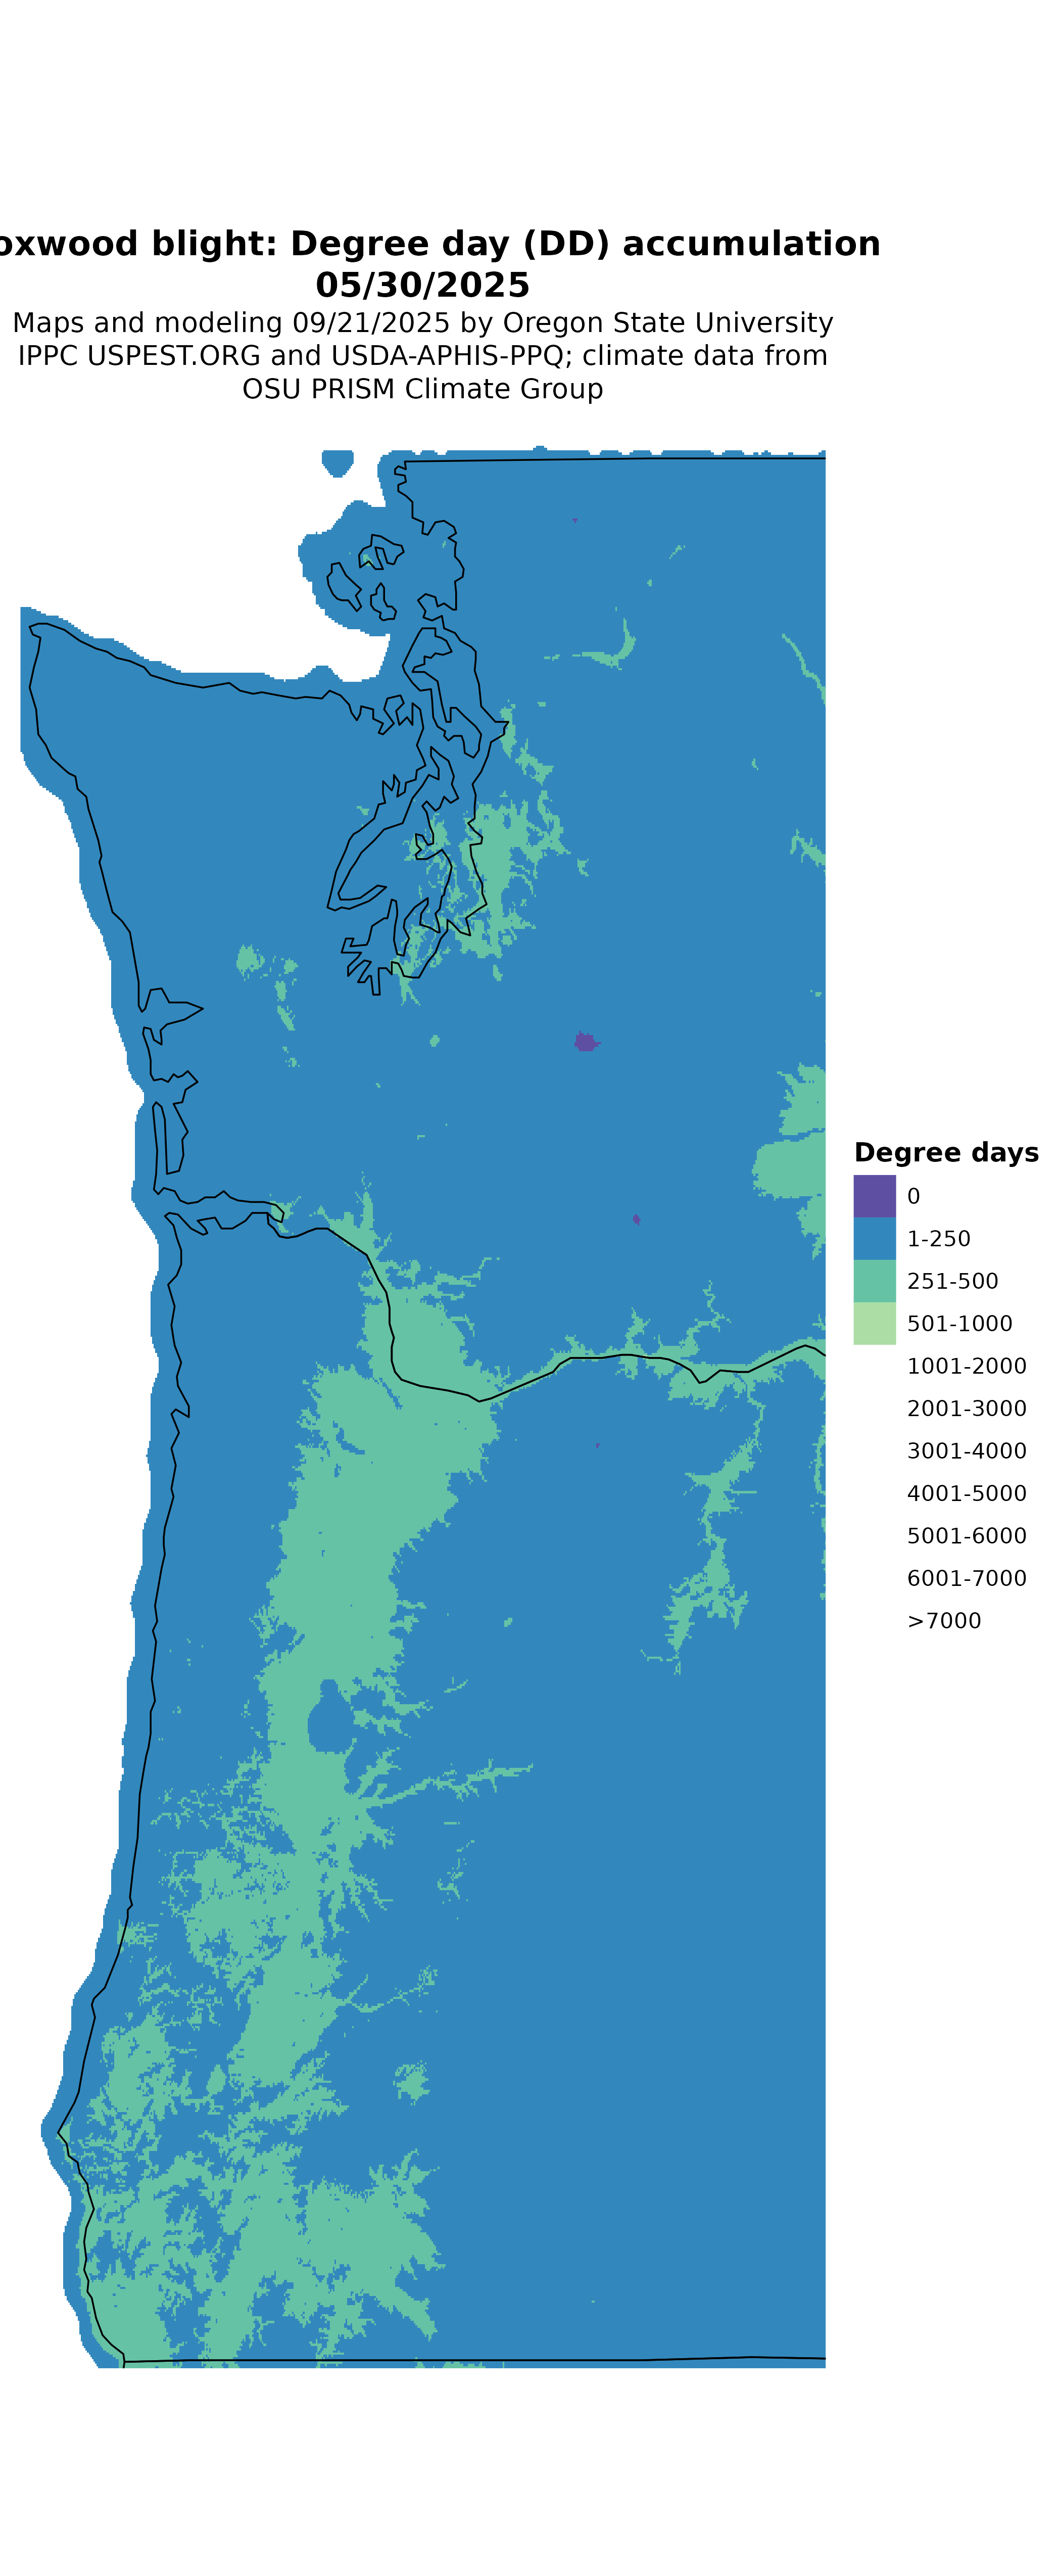 oxwood blight: Degree day (DD) accumulation
05/30/2025
Maps and modeling 09/21/2025 by Oregon State University
IPPC USPEST.ORG and USDA-APHIS-PPQ; climate data from
OSU PRISM Climate Group
Degree days
0
1-250
251-500
501-1000
1001-2000
2001-3000
3001-4000
4001-5000
5001-6000
6001-7000
>7000